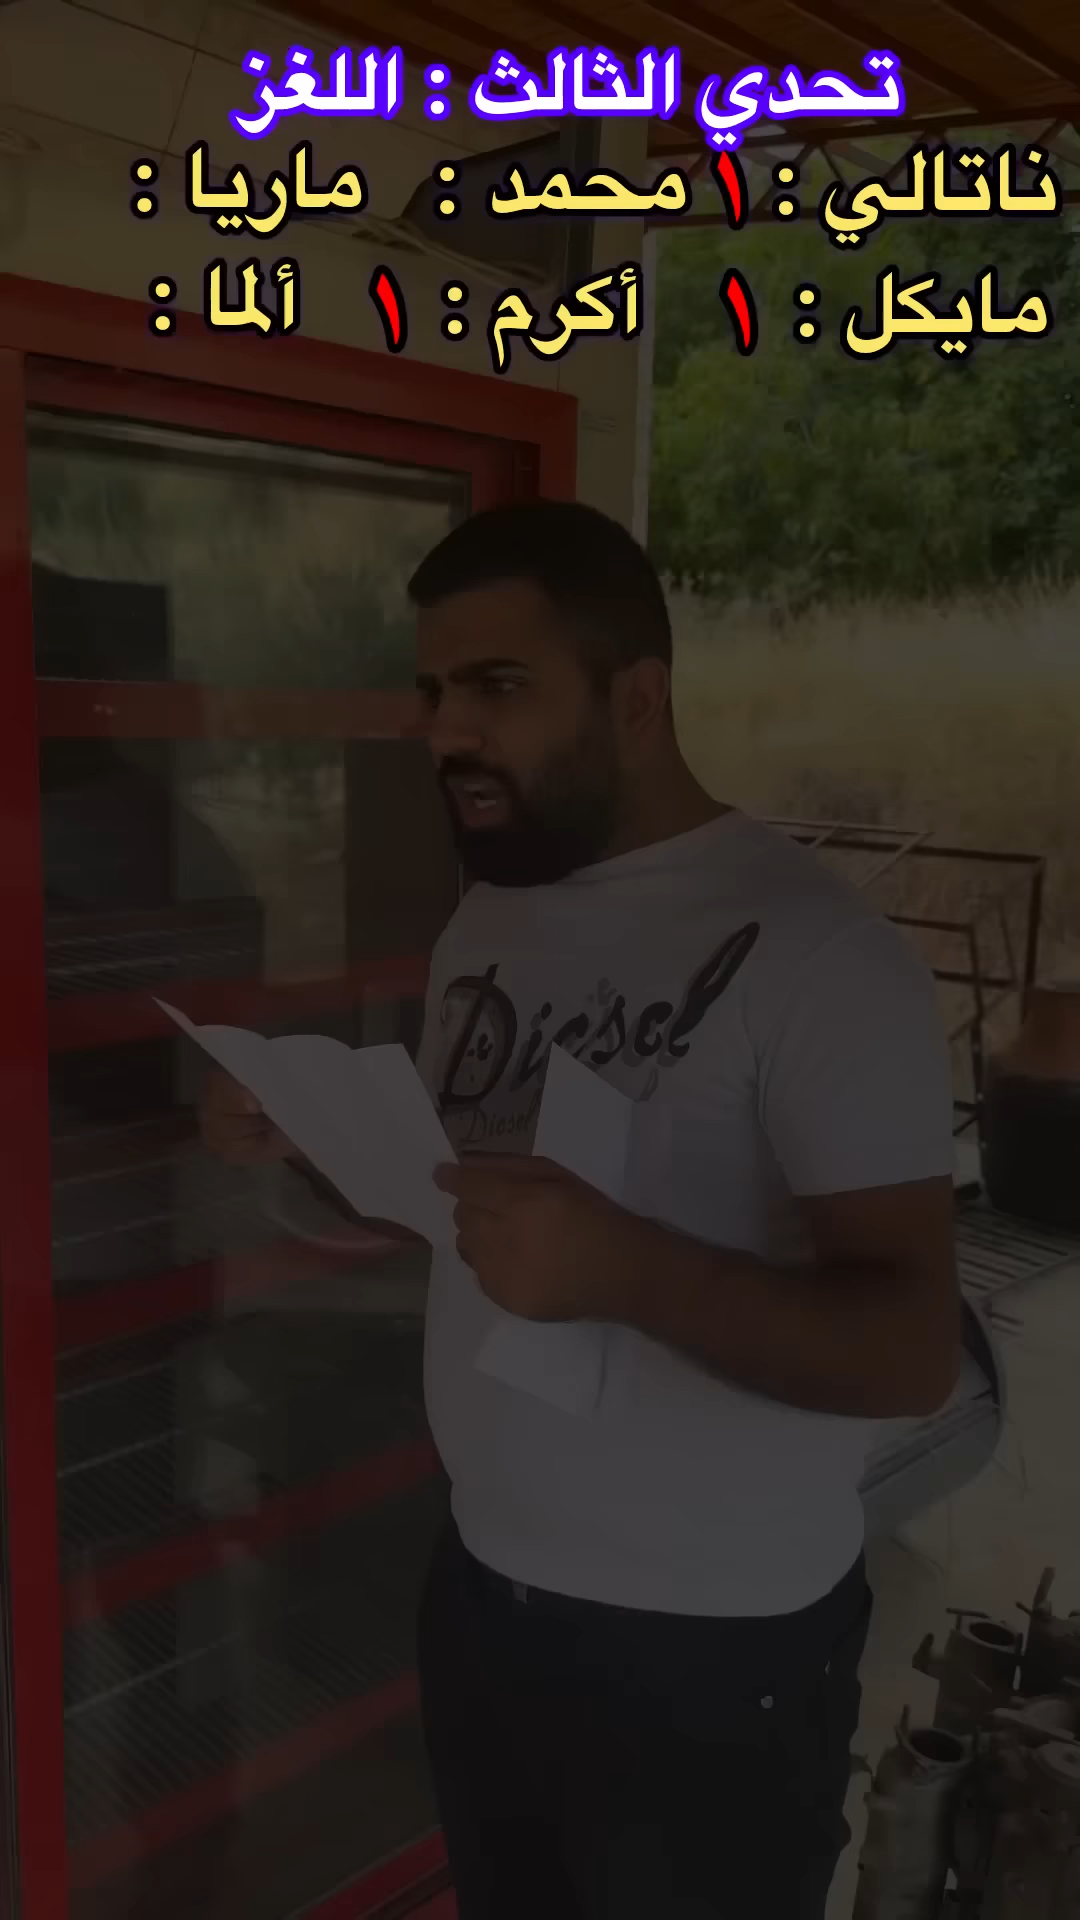 تحدي الثالث : اللغز
ناتالي : ١ محمد : ماريا :
مايكل : ١ أكرم : ١ ألما :
Diesel
Diesel